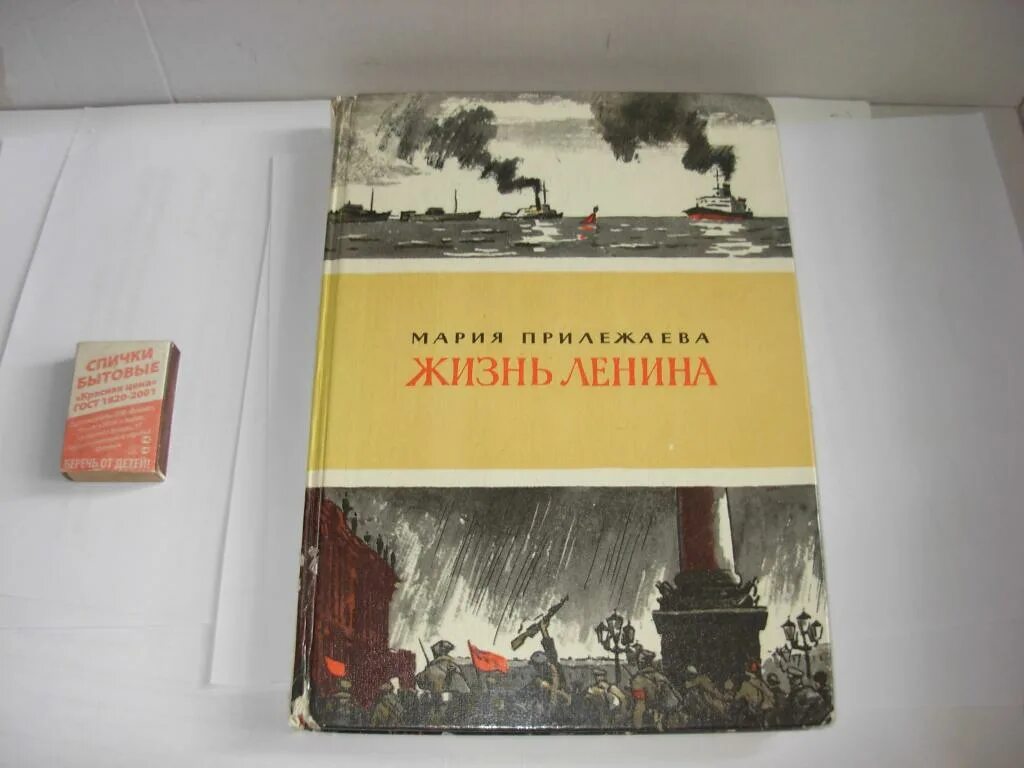 МАРИЯ ПРИЛЕЖАЕВА
ЖИЗНЬ ЛЕНИНА
СПИЧКИ
БЫТОВЫЕ
«Красная цена»
ГОСТ 1820-2001
БЕРЕЧЬ ОТ ДЕТЕЙ!